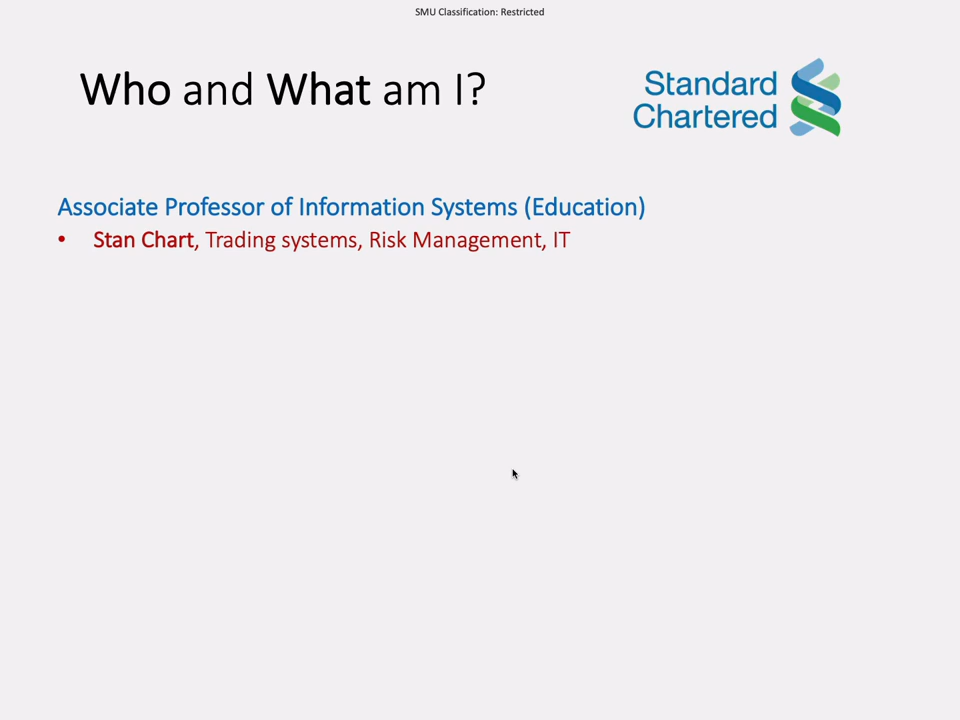 SMU Classification: Restricted
Who and What am I?
Standard
Chartered
Associate Professor of Information Systems (Education)
• Stan Chart, Trading systems, Risk Management, IT